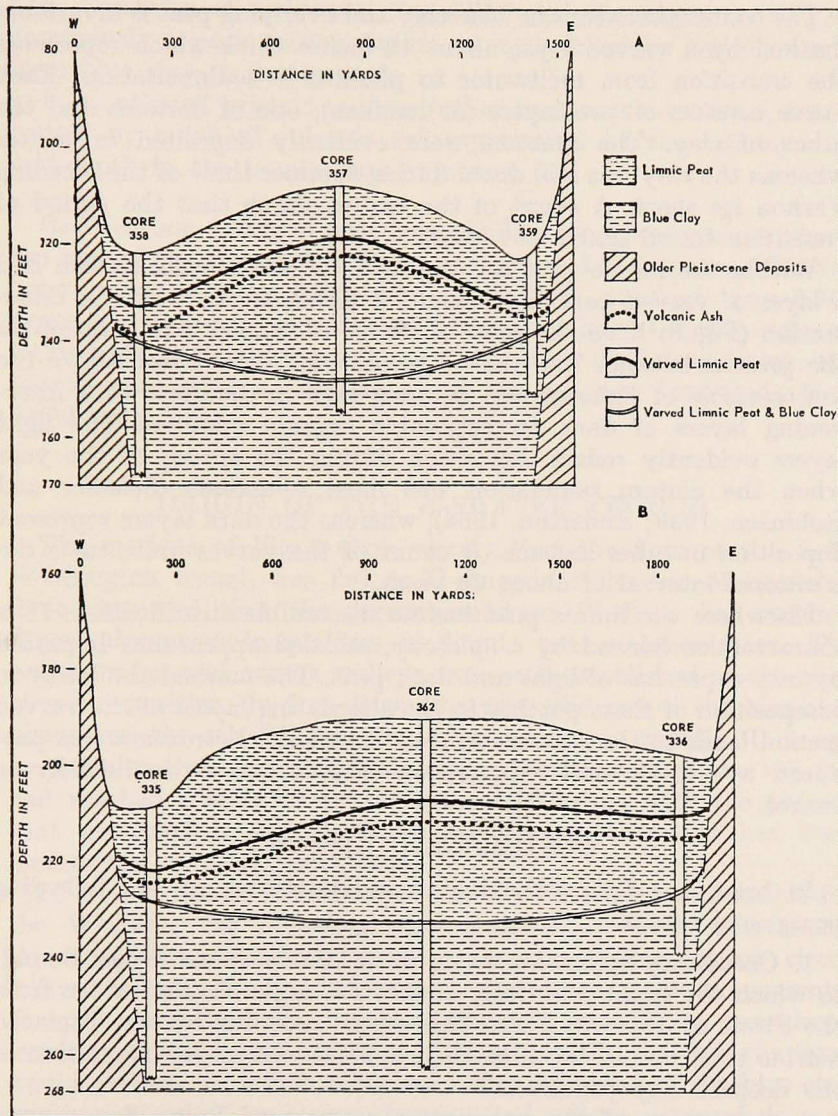 W E A
80 0 300 600 900 1200 1500
DISTANCE IN YARDS
100
120
140
160
170
DEPTH IN FEET
CORE
357
CORE
358
CORE
359
Limnic Peat
Blue Clay
Older Pleistocene Deposits
Volcanic Ash
Varved Limnic Peat
Varved Limnic Peat & Blue Clay
B
W E
160 0 300 600 900 1200 1500 1800
DISTANCE IN YARDS:
180
200
220
240
260
268
DEPTH IN FEET
CORE
362
CORE
335
CORE
336